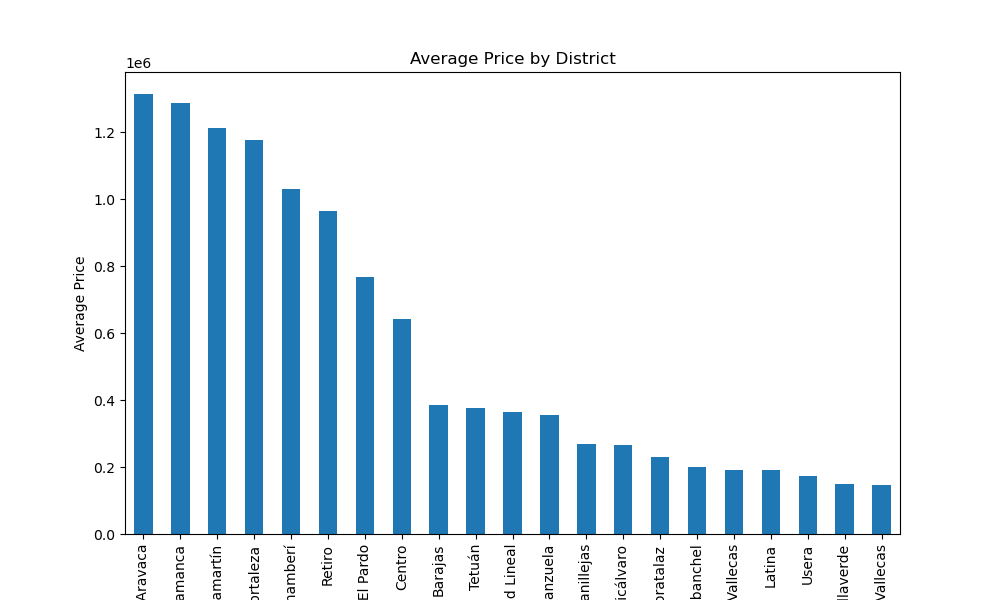 Average Price by District
1e6
1.2
1.0
0.8
0.6
0.4
0.2
0.0
Average Price
Aravaca
amanca
amartín
ortaleza
hamberí
Retiro
El Pardo
Centro
Barajas
Tetuán
d Lineal
anzuela
anillejas
icálvaro
oratalaz
banchel
Vallecas
Latina
Usera
llaverde
Vallecas